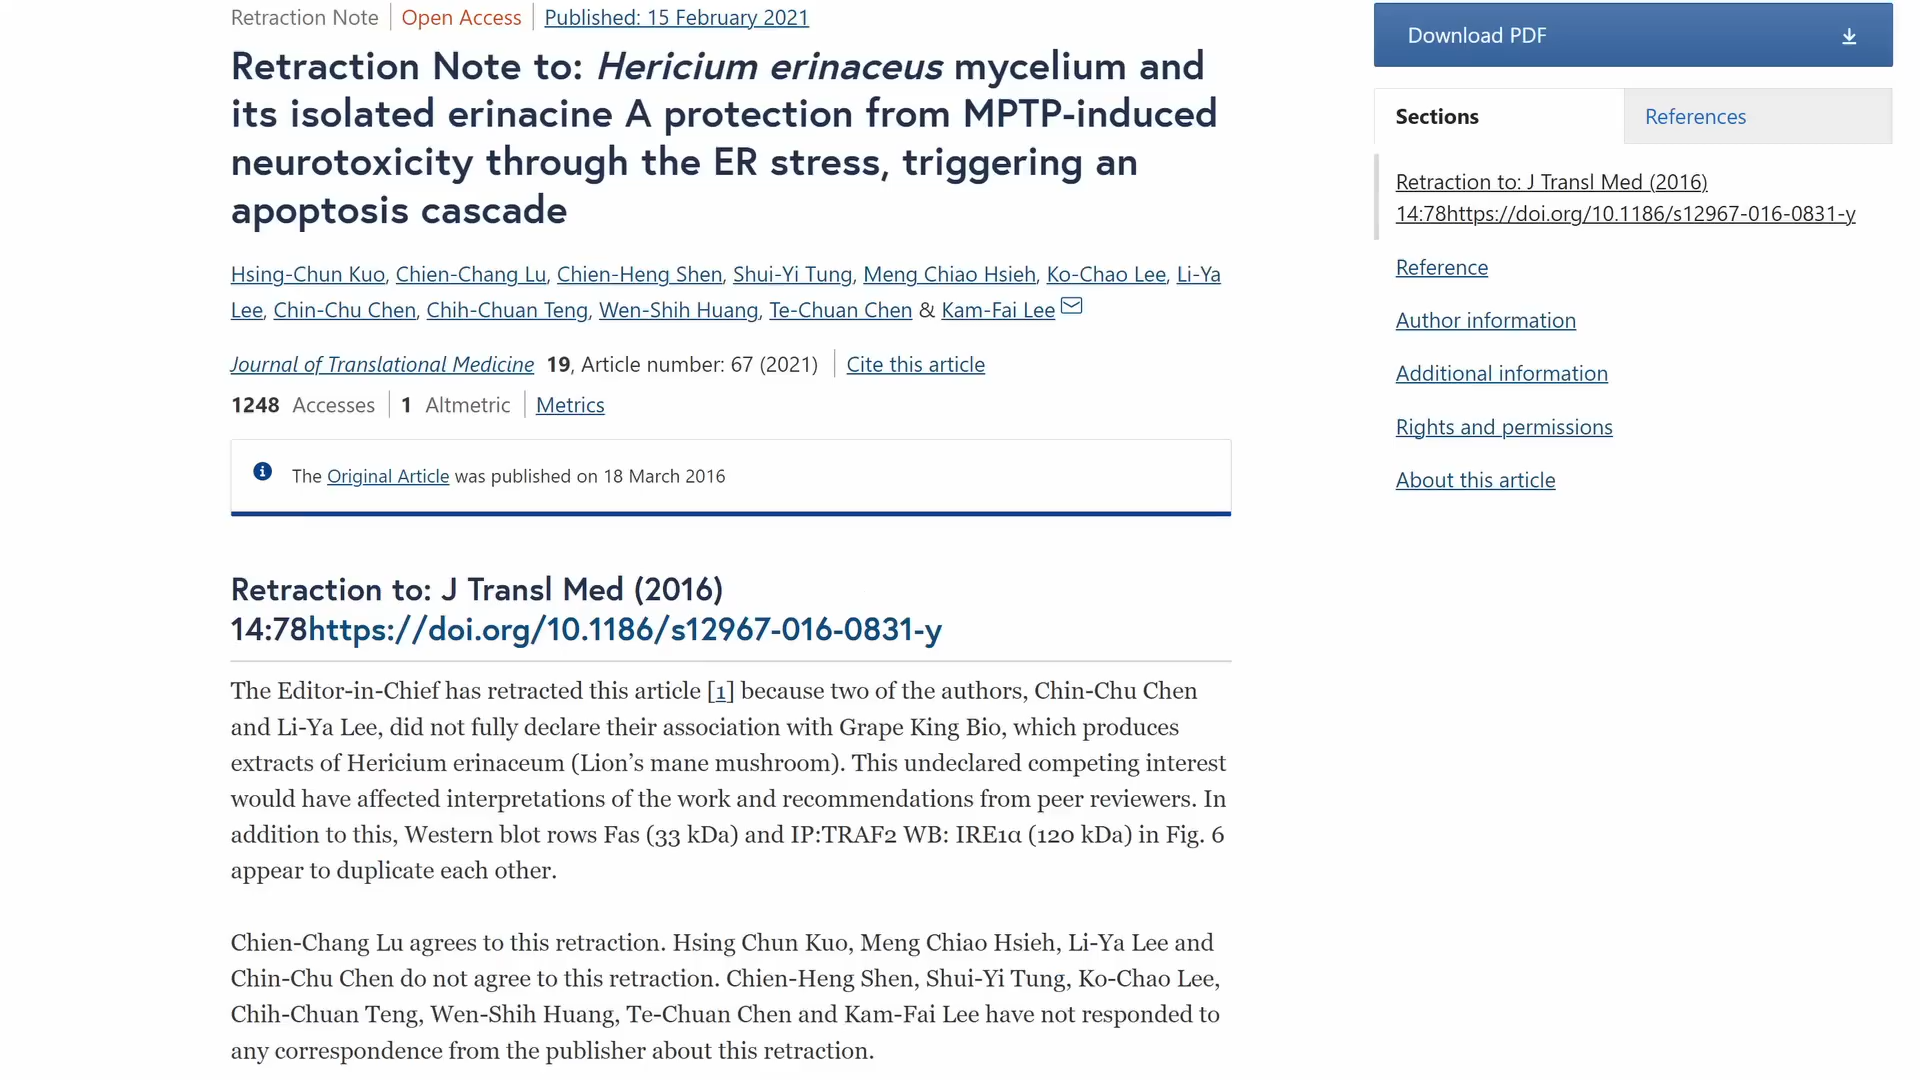 Retraction Note | Open Access | Published: 15 February 2021
Retraction Note to: Hericium erinaceus mycelium and
its isolated erinacine A protection from MPTP-induced
neurotoxicity through the ER stress, triggering an
apoptosis cascade
Hsing-Chun Kuo, Chien-Chang Lu, Chien-Heng Shen, Shui-Yi Tung, Meng Chiao Hsieh, Ko-Chao Lee, Li-Ya
Lee, Chin-Chu Chen, Chih-Chuan Teng, Wen-Shih Huang, Te-Chuan Chen & Kam-Fai Lee
Journal of Translational Medicine 19, Article number: 67 (2021) | Cite this article
1248 Accesses | 1 Altmetric | Metrics
The Original Article was published on 18 March 2016
Retraction to: J Transl Med (2016)
14:78https://doi.org/10.1186/s12967-016-0831-y
The Editor-in-Chief has retracted this article [1] because two of the authors, Chin-Chu Chen
and Li-Ya Lee, did not fully declare their association with Grape King Bio, which produces
extracts of Hericium erinaceum (Lion’s mane mushroom). This undeclared competing interest
would have affected interpretations of the work and recommendations from peer reviewers. In
addition to this, Western blot rows Fas (33 kDa) and IP:TRAF2 WB: IRE1α (120 kDa) in Fig. 6
appear to duplicate each other.
Chien-Chang Lu agrees to this retraction. Hsing Chun Kuo, Meng Chiao Hsieh, Li-Ya Lee and
Chin-Chu Chen do not agree to this retraction. Chien-Heng Shen, Shui-Yi Tung, Ko-Chao Lee,
Chih-Chuan Teng, Wen-Shih Huang, Te-Chuan Chen and Kam-Fai Lee have not responded to
any correspondence from the publisher about this retraction.
Download PDF
Sections
References
Retraction to: J Transl Med (2016)
14:78https://doi.org/10.1186/s12967-016-0831-y
Reference
Author information
Additional information
Rights and permissions
About this article